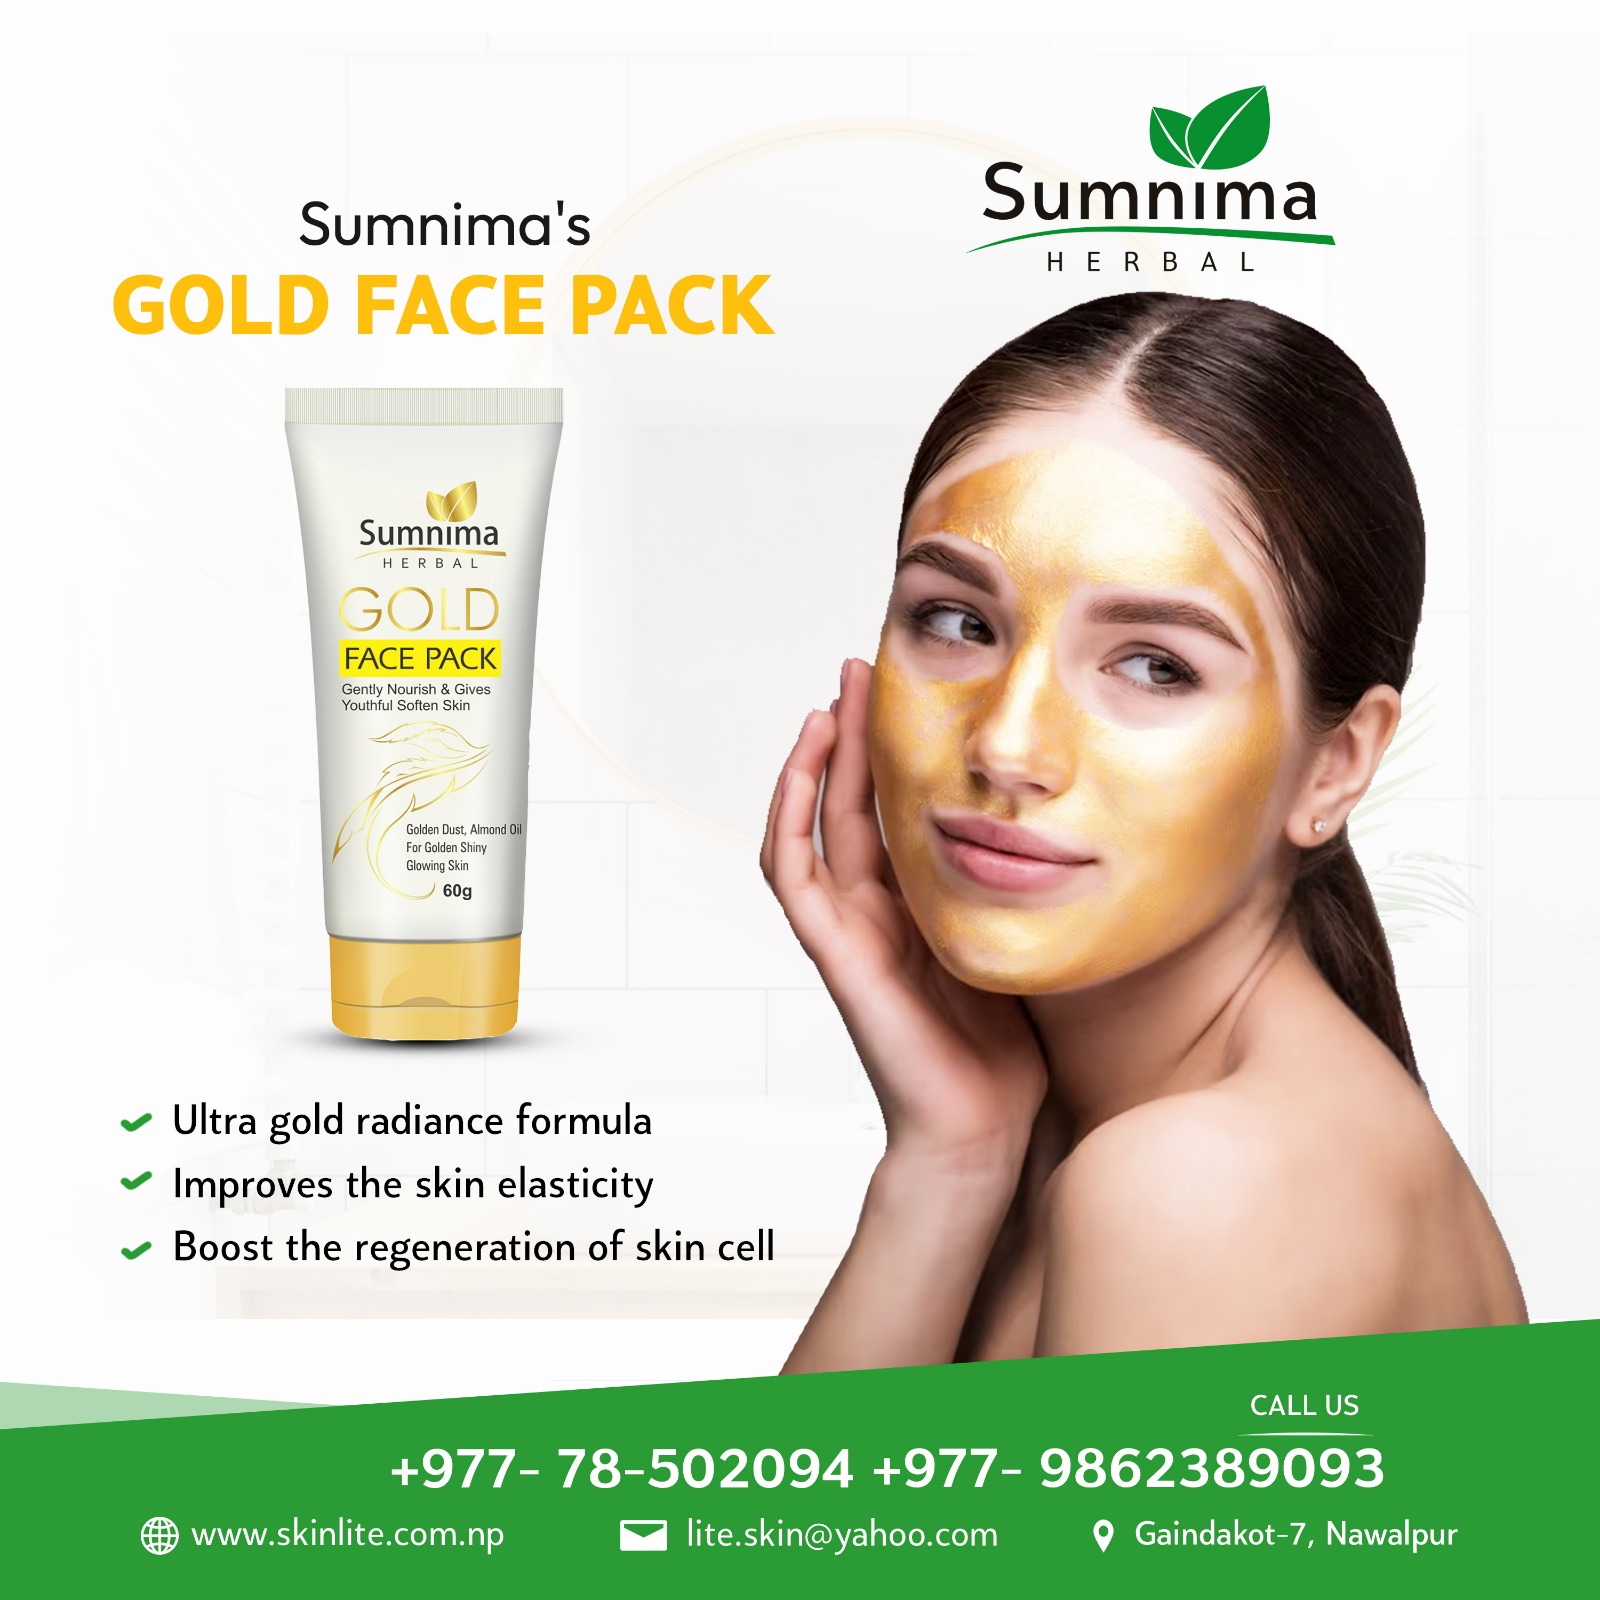 Sumnima
HERBAL
Sumnima's
GOLD FACE PACK
Sumnima
HERBAL
GOLD
FACE PACK
Gently Nourish & Gives
Youthful Soften Skin
Golden Dust, Almond Oil
For Golden Shiny
Glowing Skin
60g
Ultra gold radiance formula
Improves the skin elasticity
Boost the regeneration of skin cell
CALL US
+977- 78-502094 +977- 9862389093
www.skinlite.com.np lite.skin@yahoo.com Gaindakot-7, Nawalpur